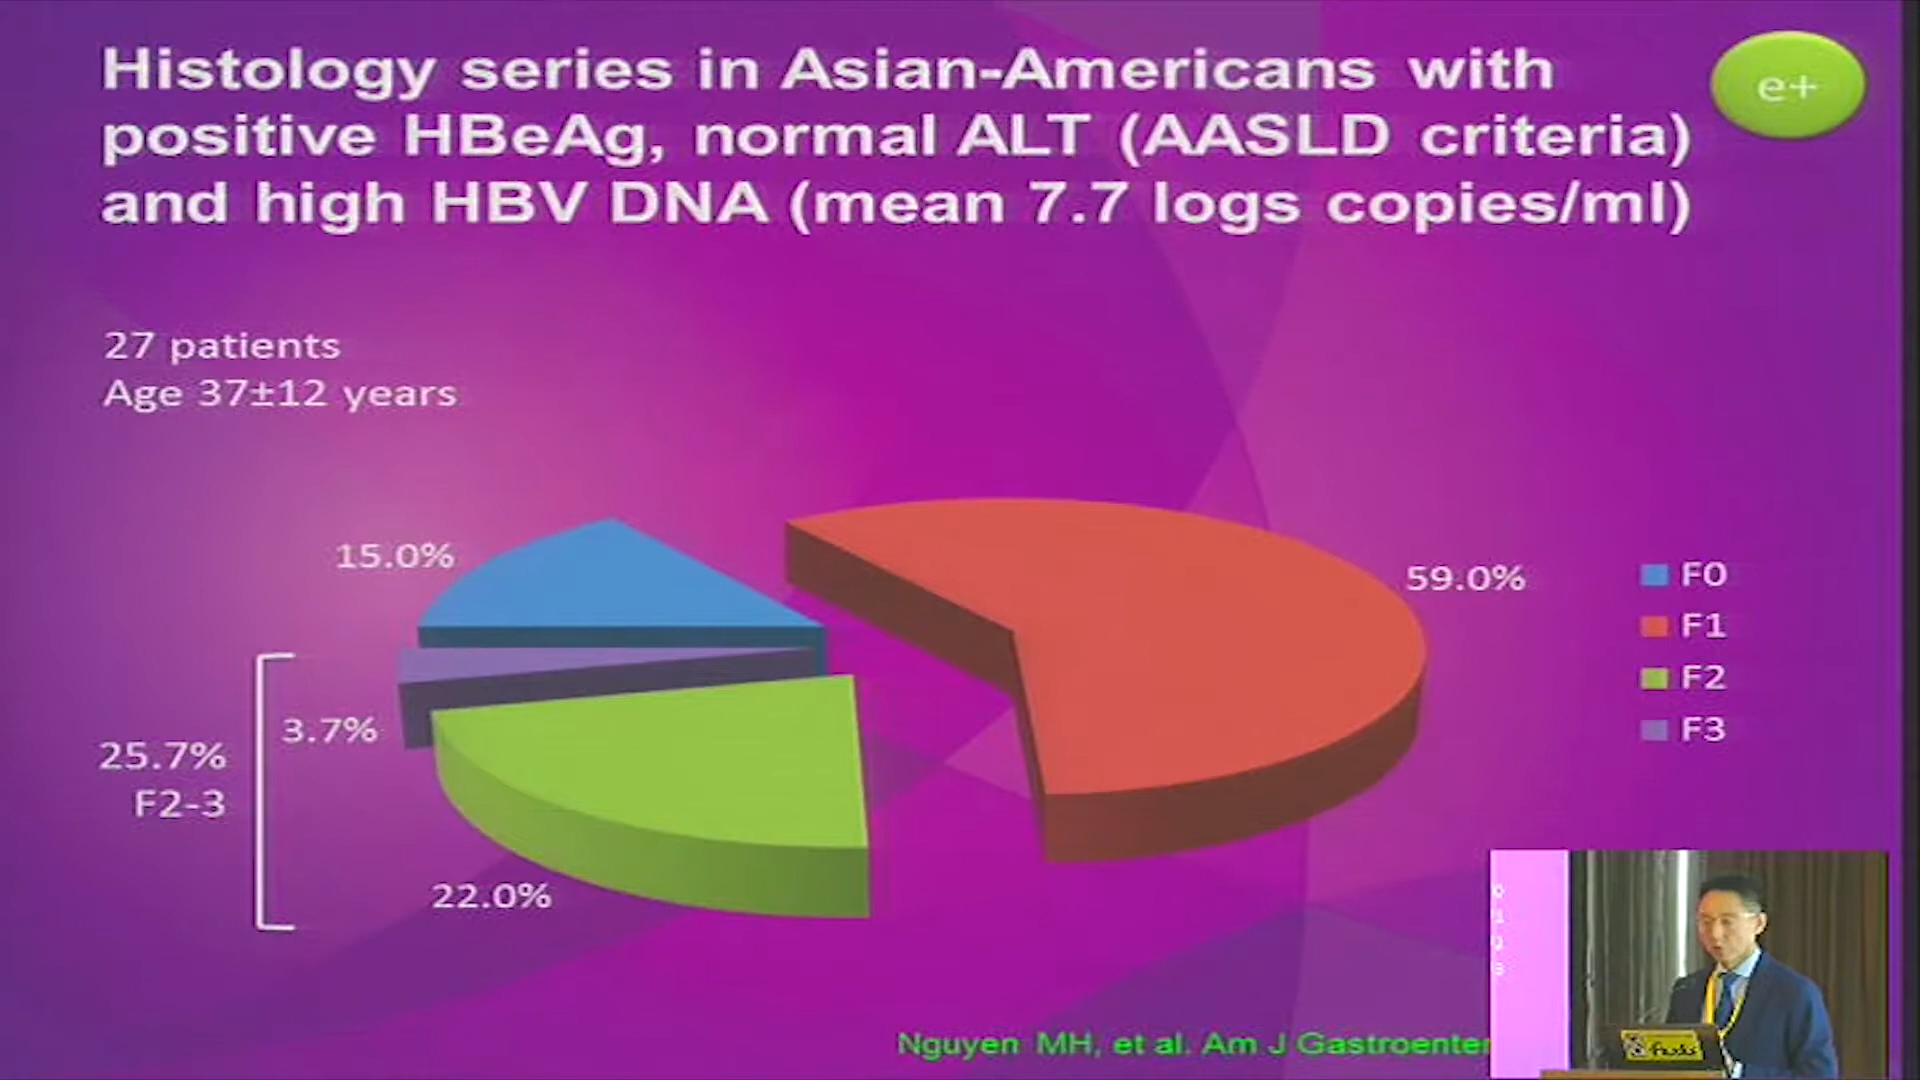 Histology series in Asian-Americans with
positive HBeAg, normal ALT (AASLD criteria)
and high HBV DNA (mean 7.7 logs copies/ml)
e+
27 patients
Age 37±12 years
15.0%
59.0%
3.7%
25.7%
F2-3
22.0%
F0
F1
F2
F3
Nguyen MH, et al. Am J Gastroenter